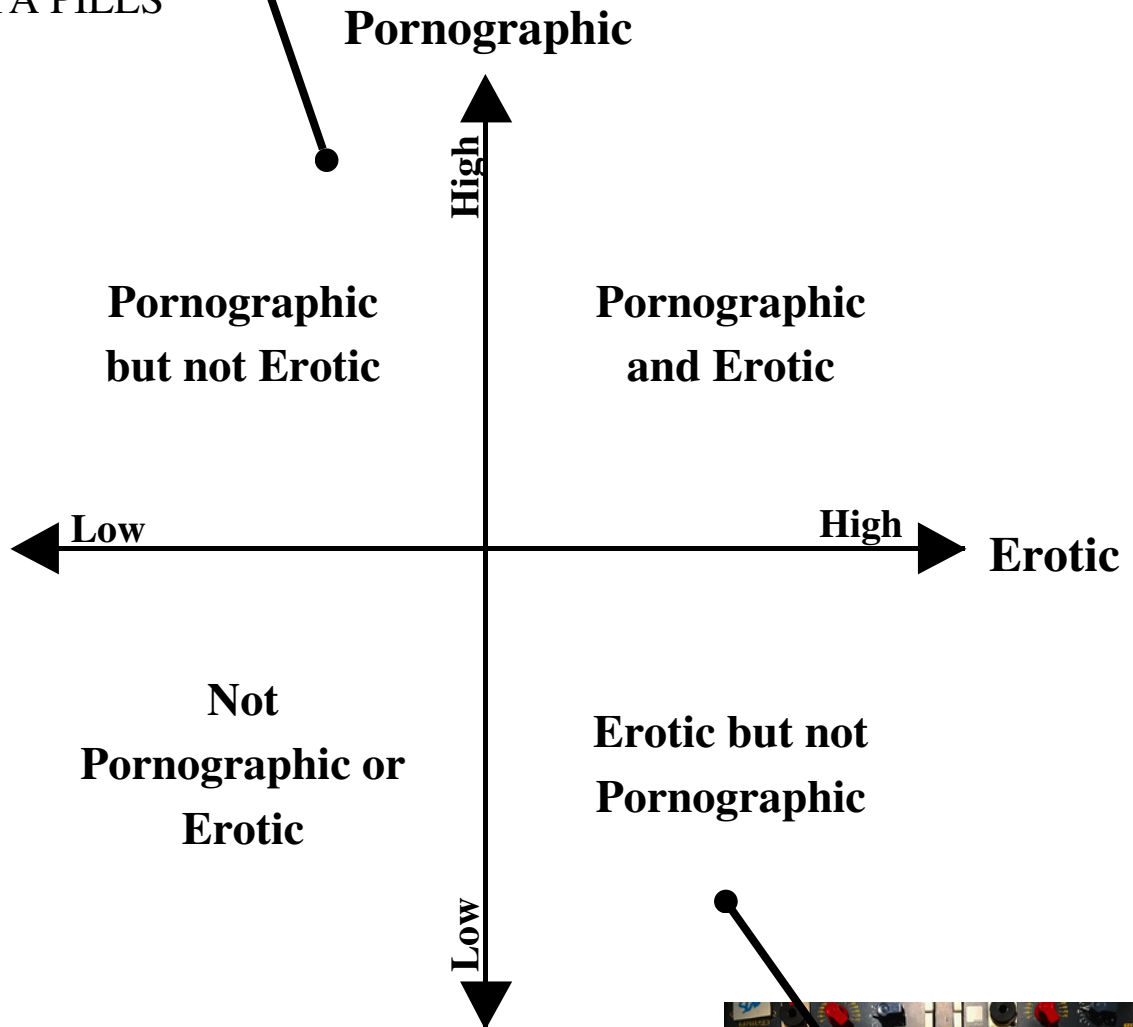 PILLS
Pornographic
High
Pornographic
but not Erotic
Pornographic
and Erotic
Low
High
Erotic
Not
Pornographic or
Erotic
Erotic but not
Pornographic
Low